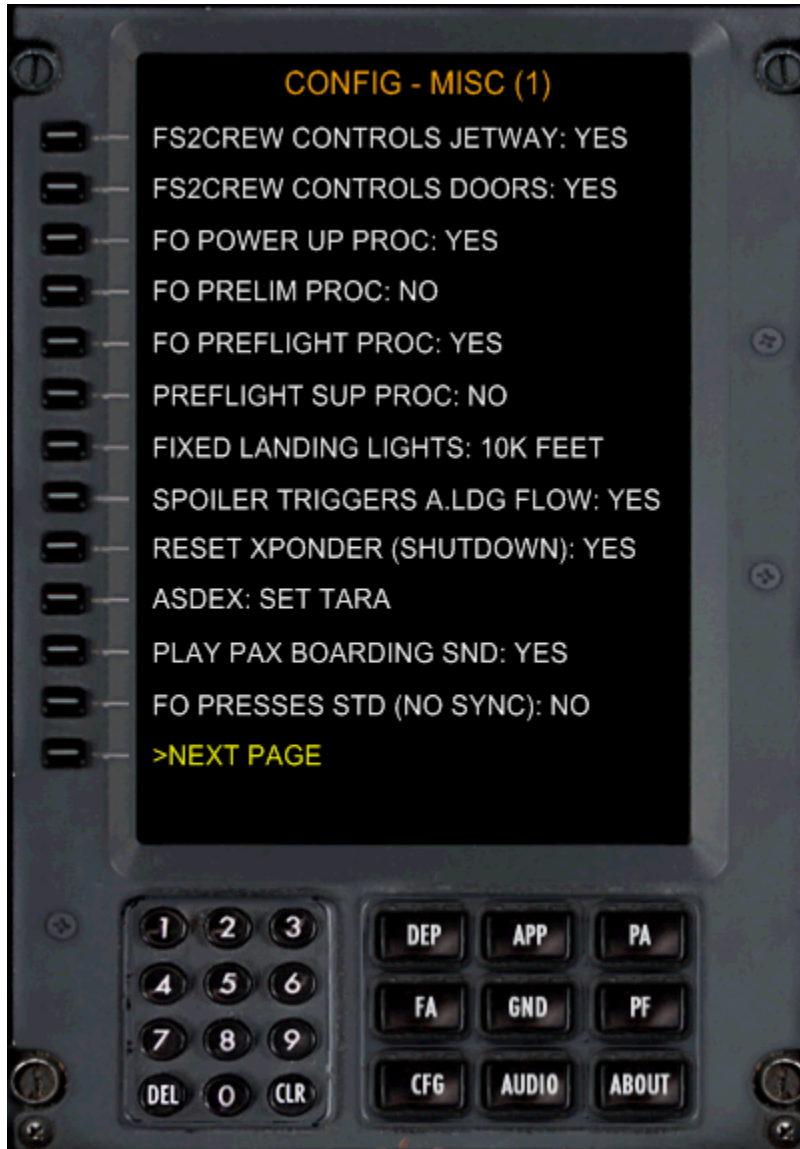 CONFIG - MISC (1)
FS2CREW CONTROLS JETWAY: YES
FS2CREW CONTROLS DOORS: YES
FO POWER UP PROC: YES
FO PRELIM PROC: NO
FO PREFLIGHT PROC: YES
PREFLIGHT SUP PROC: NO
FIXED LANDING LIGHTS: 10K FEET
SPOILER TRIGGERS A.LDG FLOW: YES
RESET XPONDER (SHUTDOWN): YES
ASDEX: SET TARA
PLAY PAX BOARDING SND: YES
FO PRESSES STD (NO SYNC): NO
>NEXT PAGE
1 2 3 DEP APP PA
4 5 6 FA GND PF
7 8 9
DEL 0 CLR CFG AUDIO ABOUT